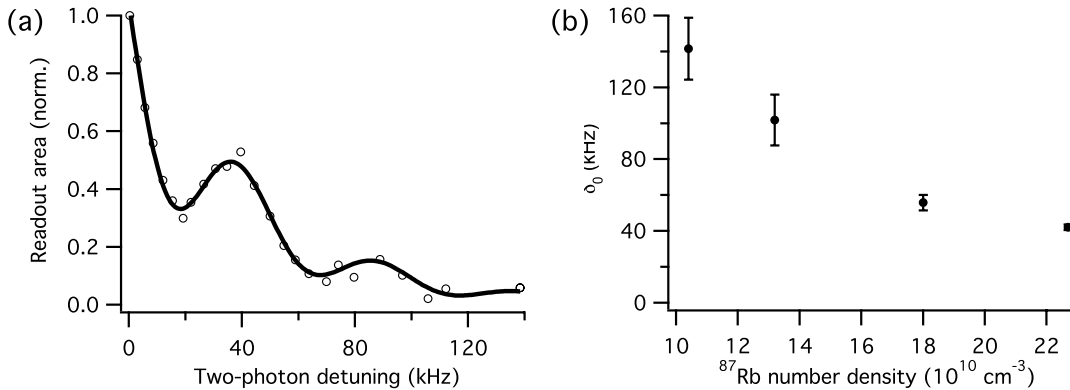 (a)
1.0
0.8
0.6
0.4
0.2
0.0
Readout area (norm.)
0 40 80 120
Two-photon detuning (kHz)
(b)
160
120
80
40
0
δ₀ (kHz)
10 12 14 16 18 20 22
⁸⁷Rb number density (10¹⁰ cm⁻³)